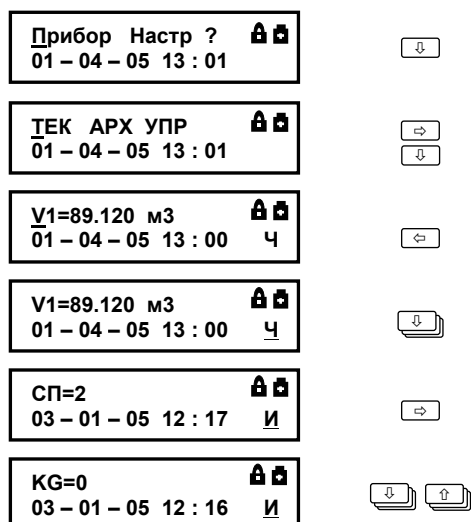 Прибор Настр ?
01 – 04 – 05 13 : 01
ТЕК АРХ УПР
01 – 04 – 05 13 : 01
V1=89.120 м3
01 – 04 – 05 13 : 00 Ч
V1=89.120 м3
01 – 04 – 05 13 : 00 Ч
СП=2
03 – 01 – 05 12 : 17 И
KG=0
03 – 01 – 05 12 : 16 И